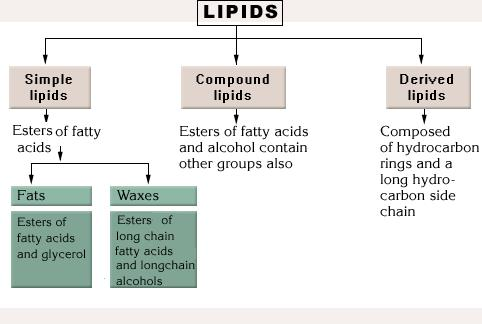 LIPIDS
Simple
lipids
Compound
lipids
Derived
lipids
Esters of fatty
acids
Esters of fatty acids
and alcohol contain
other groups also
Composed
of hydrocarbon
rings and a
long hydro-
carbon side
chain
Fats
Waxes
Esters of
fatty acids
and glycerol
Esters of
long chain
fatty acids
and longchain
alcohols